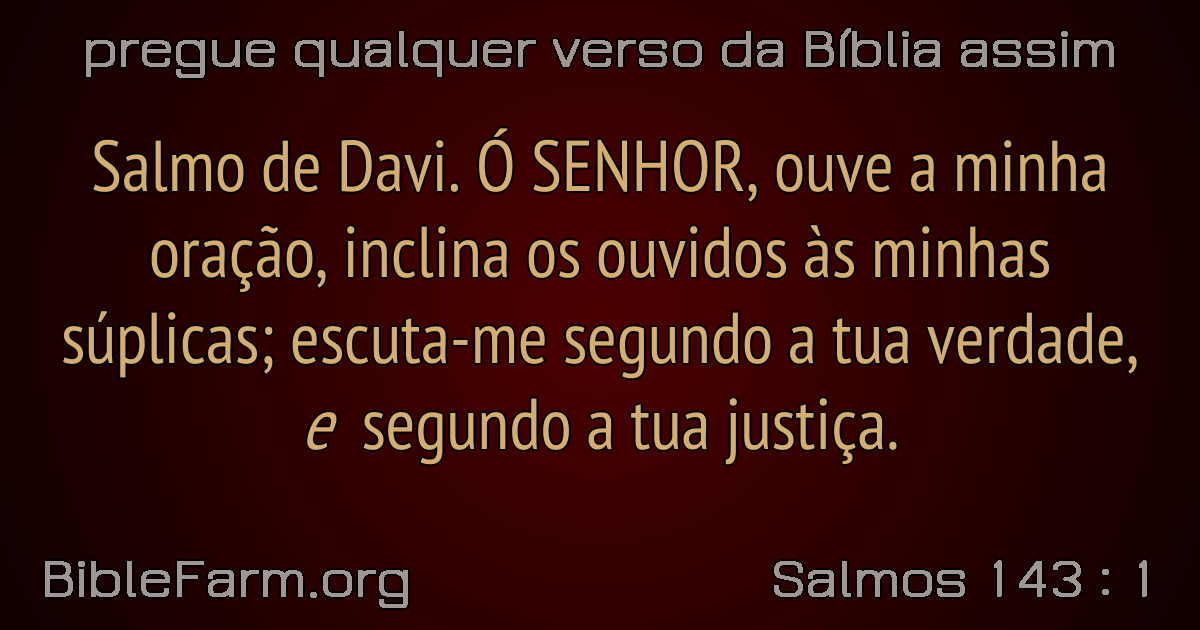 pregue qualquer verso da Bíblia assim
Salmo de Davi. Ó SENHOR, ouve a minha
oração, inclina os ouvidos às minhas
súplicas; escuta-me segundo a tua verdade,
e segundo a tua justiça.
BibleFarm.org
Salmos 143 : 1